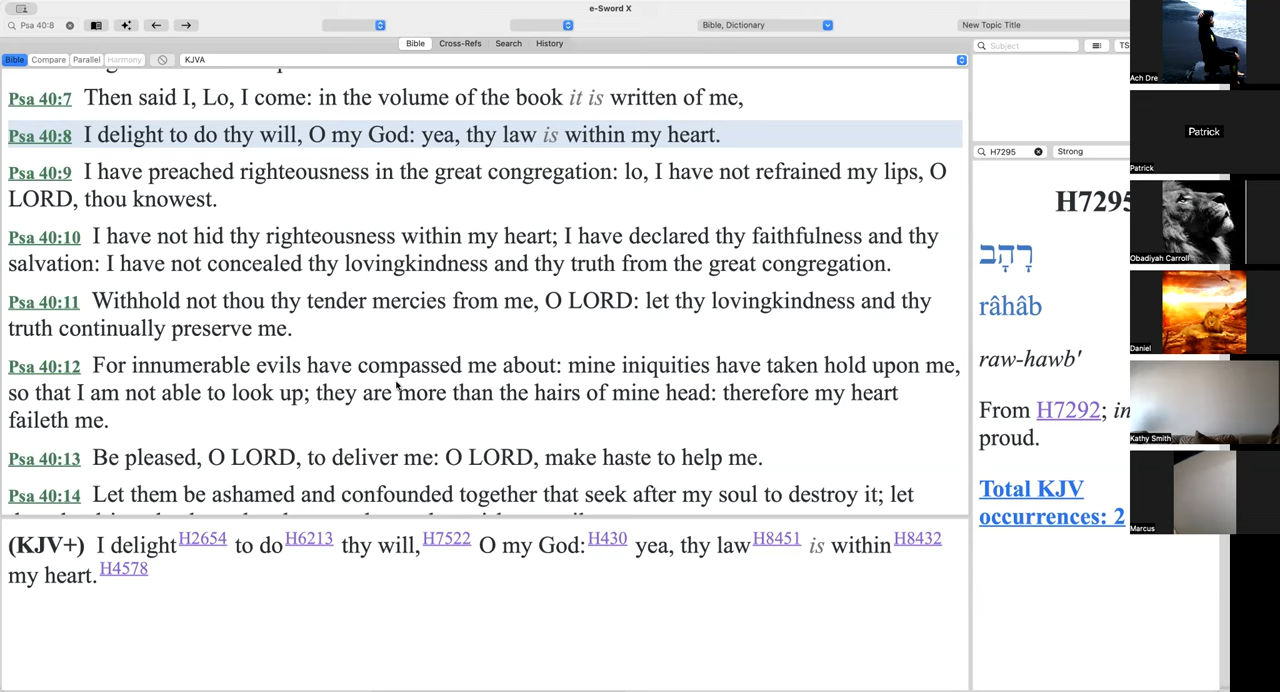 e-Sword X
Psa 40:8
Bible, Dictionary
New Topic Title
Bible Cross-Refs Search History
Subject
TS
Bible Compare Parallel Harmony KJVA
Psa 40:7 Then said I, Lo, I come: in the volume of the book it is written of me,
Psa 40:8 I delight to do thy will, O my God: yea, thy law is within my heart.
Psa 40:9 I have preached righteousness in the great congregation: lo, I have not refrained my lips, O
LORD, thou knowest.
Psa 40:10 I have not hid thy righteousness within my heart; I have declared thy faithfulness and thy
salvation: I have not concealed thy lovingkindness and thy truth from the great congregation.
Psa 40:11 Withhold not thou thy tender mercies from me, O LORD: let thy lovingkindness and thy
truth continually preserve me.
Psa 40:12 For innumerable evils have compassed me about: mine iniquities have taken hold upon me,
so that I am not able to look up; they are more than the hairs of mine head: therefore my heart
faileth me.
Psa 40:13 Be pleased, O LORD, to deliver me: O LORD, make haste to help me.
Psa 40:14 Let them be ashamed and confounded together that seek after my soul to destroy it; let
(KJV+) I delight H2654 to do H6213 thy will, H7522 O my God: H430 yea, thy law H8451 is within H8432
my heart. H4578
H7295 Strong
H7295
רָהָב
râhâb
raw-hawb'
From H7292; in
proud.
Total KJV
occurrences: 2
Ach Dre
Patrick
Patrick
Obadiyah Carroll
Daniel
Kathy Smith
Marcus